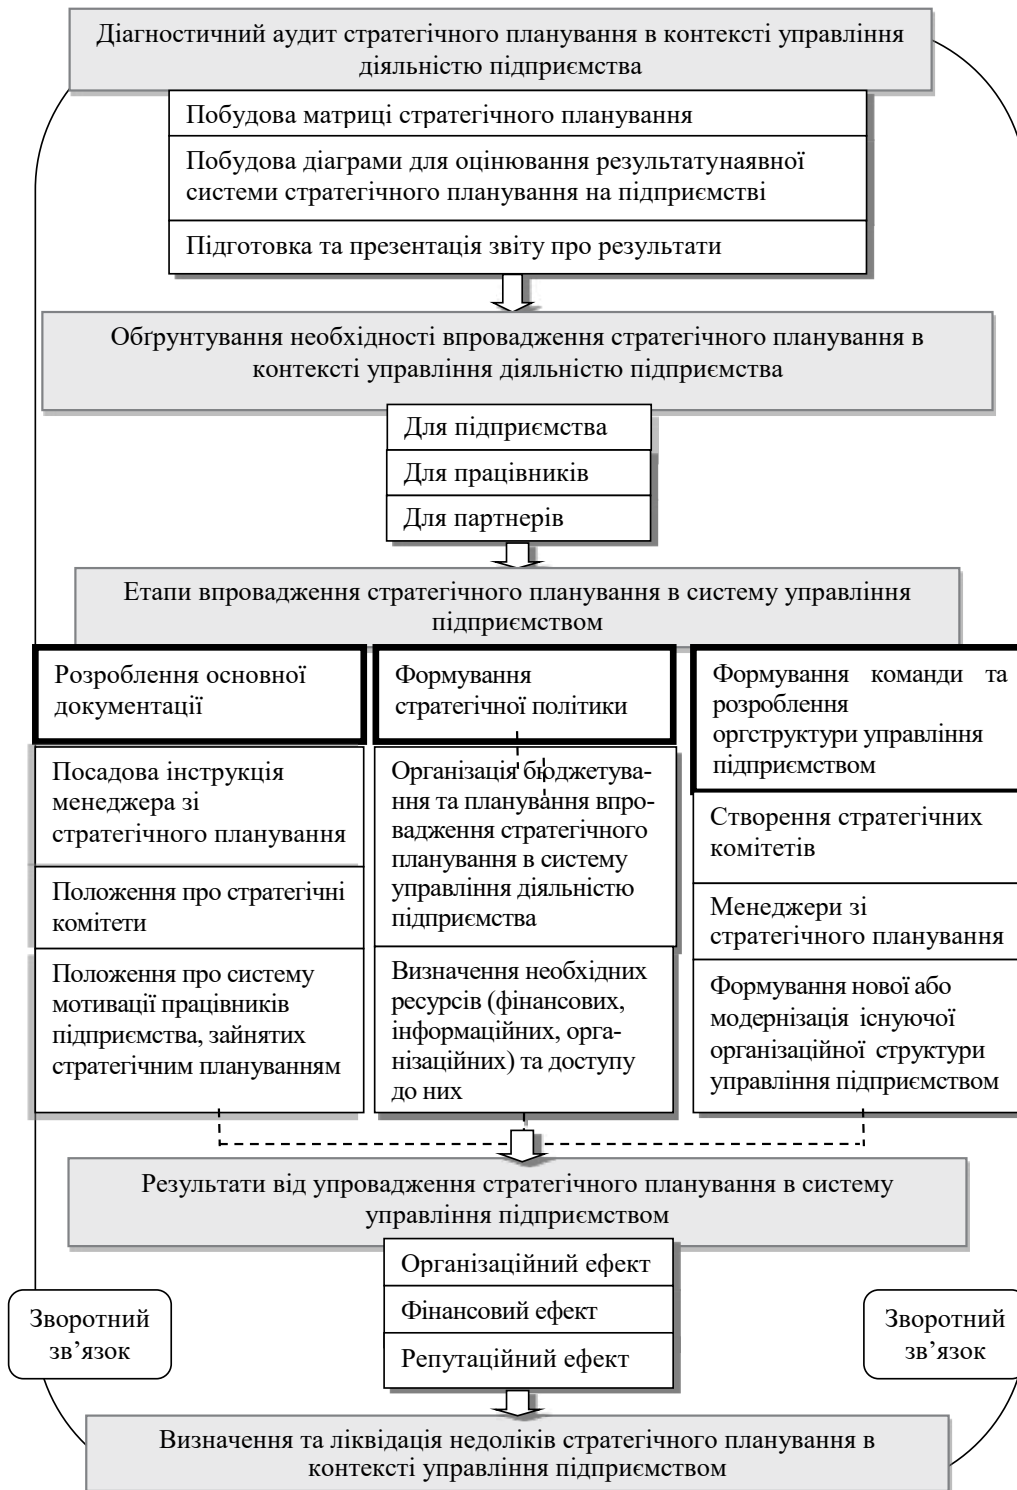 Діагностичний аудит стратегічного планування в контексті управління
діяльністю підприємства
Побудова матриці стратегічного планування
Побудова діаграми для оцінювання результатунаявної
системи стратегічного планування на підприємстві
Підготовка та презентація звіту про результати
Обґрунтування необхідності впровадження стратегічного планування в
контексті управління діяльністю підприємства
Для підприємства
Для працівників
Для партнерів
Етапи впровадження стратегічного планування в систему управління
підприємством
Розроблення основної
документації
Посадова інструкція
менеджера зі
стратегічного планування
Положення про стратегічні
комітети
Положення про систему
мотивації працівників
підприємства, зайнятих
стратегічним плануванням
Формування
стратегічної політики
Організація бюджетува-
ння та планування впро-
вадження стратегічного
планування в систему
управління діяльністю
підприємства
Визначення необхідних
ресурсів (фінансових,
інформаційних, орга-
нізаційних) та доступу
до них
Формування команди та
розроблення
оргструктури управління
підприємством
Створення стратегічних
комітетів
Менеджери зі
стратегічного планування
Формування нової або
модернізація існуючої
організаційної структури
управління підприємством
Результати від упровадження стратегічного планування в систему
управління підприємством
Організаційний ефект
Фінансовий ефект
Репутаційний ефект
Зворотний
зв’язок
Зворотний
зв’язок
Визначення та ліквідація недоліків стратегічного планування в
контексті управління підприємством